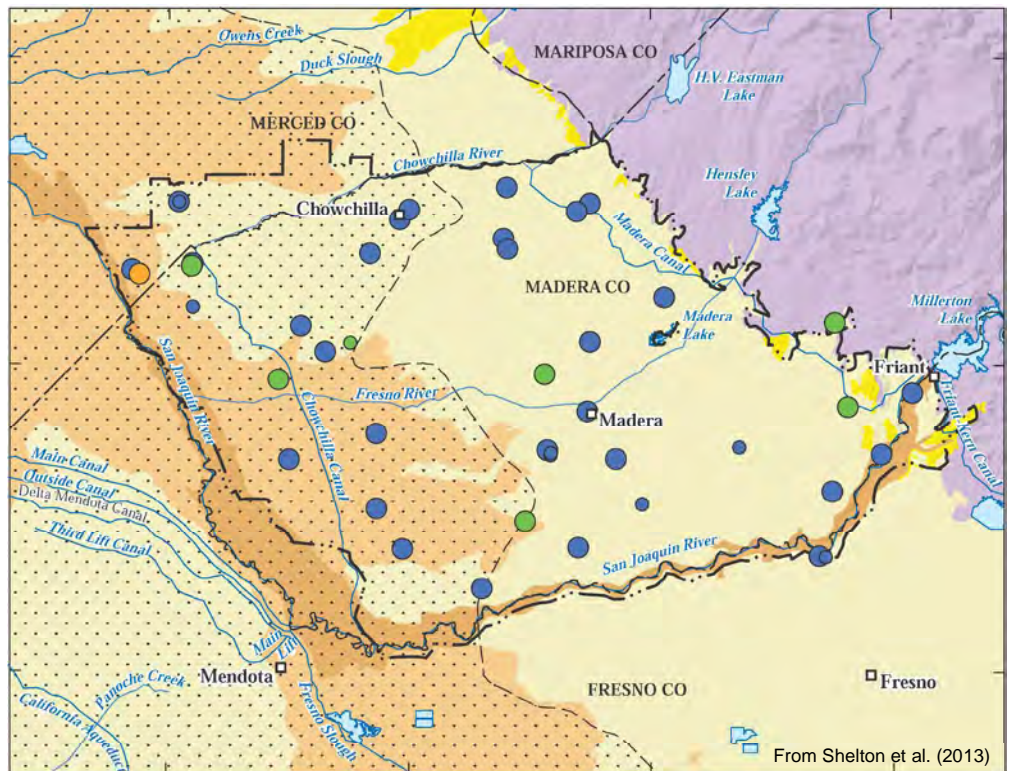 Owens Creek
Duck Slough
MARIPOSA CO
H.V. Eastman
Lake
MERCED CO
Chowchilla River
Hensley
Lake
Chowchilla
Madera Canal
MADERA CO
Millerton
Lake
Madera
Lake
San Joaquin River
Friant
Fresno River
Chowchilla Canal
Madera
Friant Kern Canal
Main Canal
Outside Canal
Delta Mendota Canal
Third Lift Canal
San Joaquin River
Main
Lift
Mendota
Panoche Creek
Fresno Slough
FRESNO CO
Fresno
California Aqueduc
From Shelton et al. (2013)